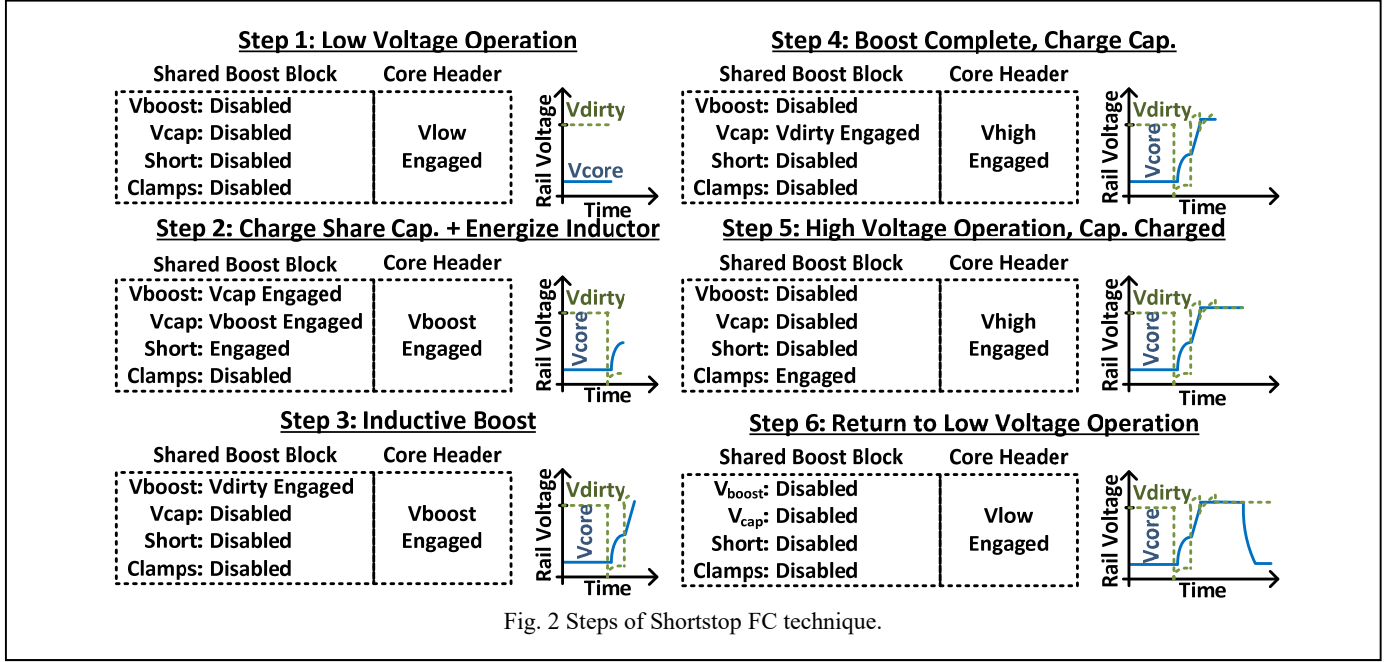 Step 1: Low Voltage Operation
Shared Boost Block Core Header
Vboost: Disabled
Vcap: Disabled
Short: Disabled
Clamps: Disabled
Vlow
Engaged
Rail Voltage
Vdirty
Vcore
Time
Step 2: Charge Share Cap. + Energize Inductor
Shared Boost Block Core Header
Vboost: Vcap Engaged
Vcap: Vboost Engaged
Short: Engaged
Clamps: Disabled
Vboost
Engaged
Rail Voltage
Vdirty
Vcore
Time
Step 3: Inductive Boost
Shared Boost Block Core Header
Vboost: Vdirty Engaged
Vcap: Disabled
Short: Disabled
Clamps: Disabled
Vboost
Engaged
Rail Voltage
Vdirty
Vcore
Time
Step 4: Boost Complete, Charge Cap.
Shared Boost Block Core Header
Vboost: Disabled
Vcap: Vdirty Engaged
Short: Disabled
Clamps: Disabled
Vhigh
Engaged
Rail Voltage
Vdirty
Vcore
Time
Step 5: High Voltage Operation, Cap. Charged
Shared Boost Block Core Header
Vboost: Disabled
Vcap: Disabled
Short: Disabled
Clamps: Engaged
Vhigh
Engaged
Rail Voltage
Vdirty
Vcore
Time
Step 6: Return to Low Voltage Operation
Shared Boost Block Core Header
Vboost: Disabled
Vcap: Disabled
Short: Disabled
Clamps: Disabled
Vlow
Engaged
Rail Voltage
Vdirty
Vcore
Time
Fig. 2 Steps of Shortstop FC technique.